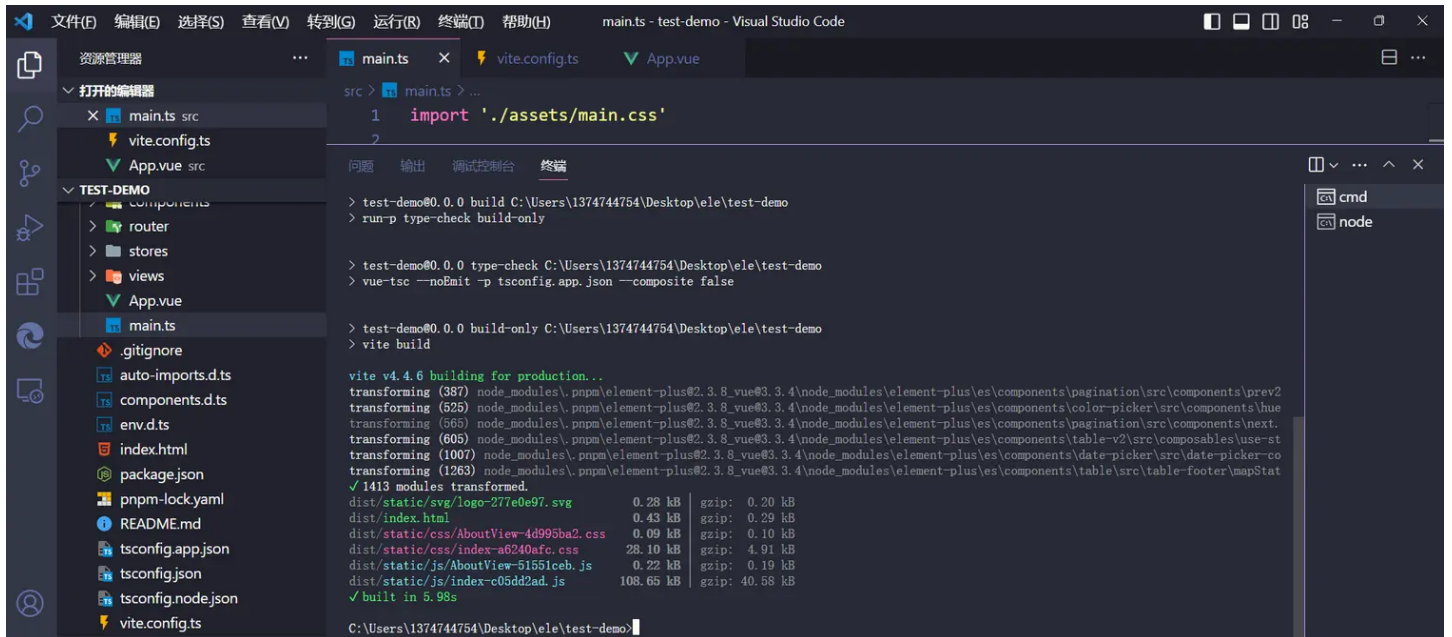 文件(F) 编辑(E) 选择(S) 查看(V) 转到(G) 运行(R) 终端(T) 帮助(H) main.ts - test-demo - Visual Studio Code
资源管理器
打开的编辑器
main.ts src
vite.config.ts
App.vue src
TEST-DEMO
components
router
stores
views
App.vue
main.ts
.gitignore
auto-imports.d.ts
components.d.ts
env.d.ts
index.html
package.json
pnpm-lock.yaml
README.md
tsconfig.app.json
tsconfig.json
tsconfig.node.json
vite.config.ts
main.ts vite.config.ts App.vue
src > main.ts > ...
1 import './assets/main.css'
2
问题 输出 调试控制台 终端
> test-demo@0.0.0 build C:\Users\1374744754\Desktop\ele\test-demo
> run-p type-check build-only
> test-demo@0.0.0 type-check C:\Users\1374744754\Desktop\ele\test-demo
> vue-tsc --noEmit -p tsconfig.app.json --composite false
> test-demo@0.0.0 build-only C:\Users\1374744754\Desktop\ele\test-demo
> vite build
vite v4.4.6 building for production...
transforming (387) node_modules\.pnpm\element-plus@2.3.8_vue@3.3.4\node_modules\element-plus\es\components\pagination\src\components\prev2
transforming (525) node_modules\.pnpm\element-plus@2.3.8_vue@3.3.4\node_modules\element-plus\es\components\color-picker\src\components\hue
transforming (565) node_modules\.pnpm\element-plus@2.3.8_vue@3.3.4\node_modules\element-plus\es\components\pagination\src\components\next.
transforming (605) node_modules\.pnpm\element-plus@2.3.8_vue@3.3.4\node_modules\element-plus\es\components\table-v2\src\composables\use-st
transforming (1007) node_modules\.pnpm\element-plus@2.3.8_vue@3.3.4\node_modules\element-plus\es\components\date-picker\src\date-picker-co
transforming (1263) node_modules\.pnpm\element-plus@2.3.8_vue@3.3.4\node_modules\element-plus\es\components\table\src\table-footer\mapStat
✓ 1413 modules transformed.
dist/static/svg/logo-277e0e97.svg 0.28 kB │ gzip: 0.20 kB
dist/index.html 0.43 kB │ gzip: 0.29 kB
dist/static/css/AboutView-4d995ba2.css 0.09 kB │ gzip: 0.10 kB
dist/static/css/index-a6240afc.css 28.10 kB │ gzip: 4.91 kB
dist/static/js/AboutView-51551ceb.js 0.22 kB │ gzip: 0.19 kB
dist/static/js/index-c05dd2ad.js 108.65 kB │ gzip: 40.58 kB
✓ built in 5.98s
C:\Users\1374744754\Desktop\ele\test-demo>
cmd
node